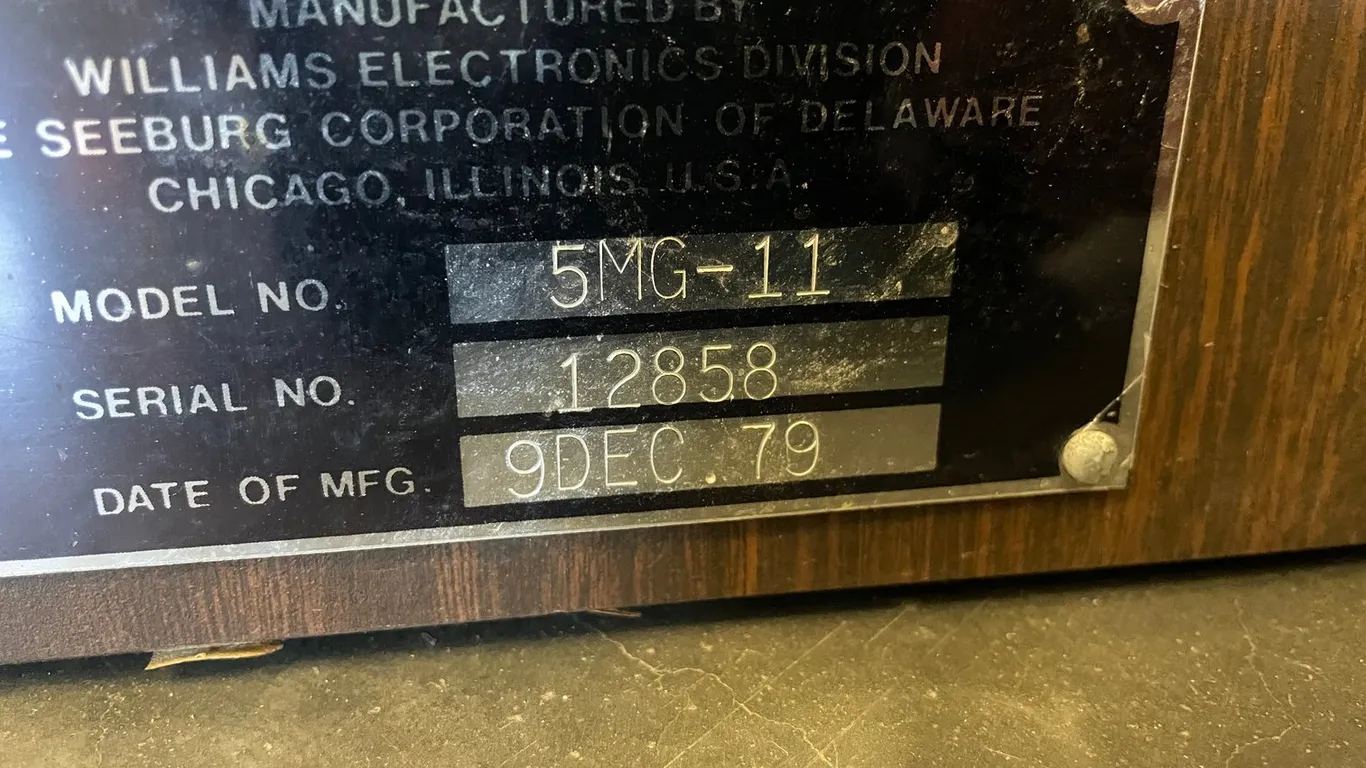 MANUFACTURED BY
WILLIAMS ELECTRONICS DIVISION
E SEEBURG CORPORATION OF DELAWARE
CHICAGO, ILLINOIS, U.S.A.
MODEL NO. 5MG-11
SERIAL NO. 12858
DATE OF MFG. 9DEC.79